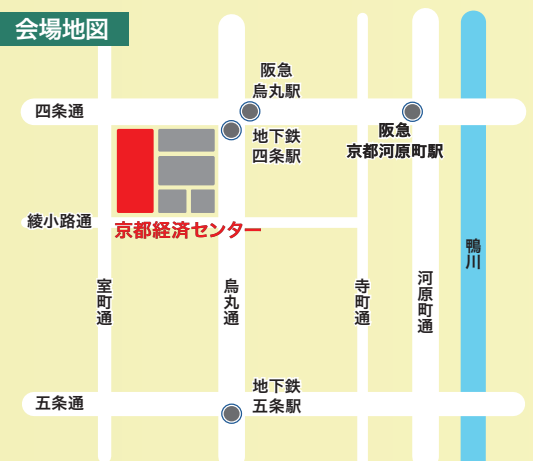 会場地図
阪急
烏丸駅
四条通
地下鉄
四条駅
阪急
京都河原町駅
綾小路通
京都経済センター
鴨川
室町通
烏丸通
寺町通
河原町通
五条通
地下鉄
五条駅